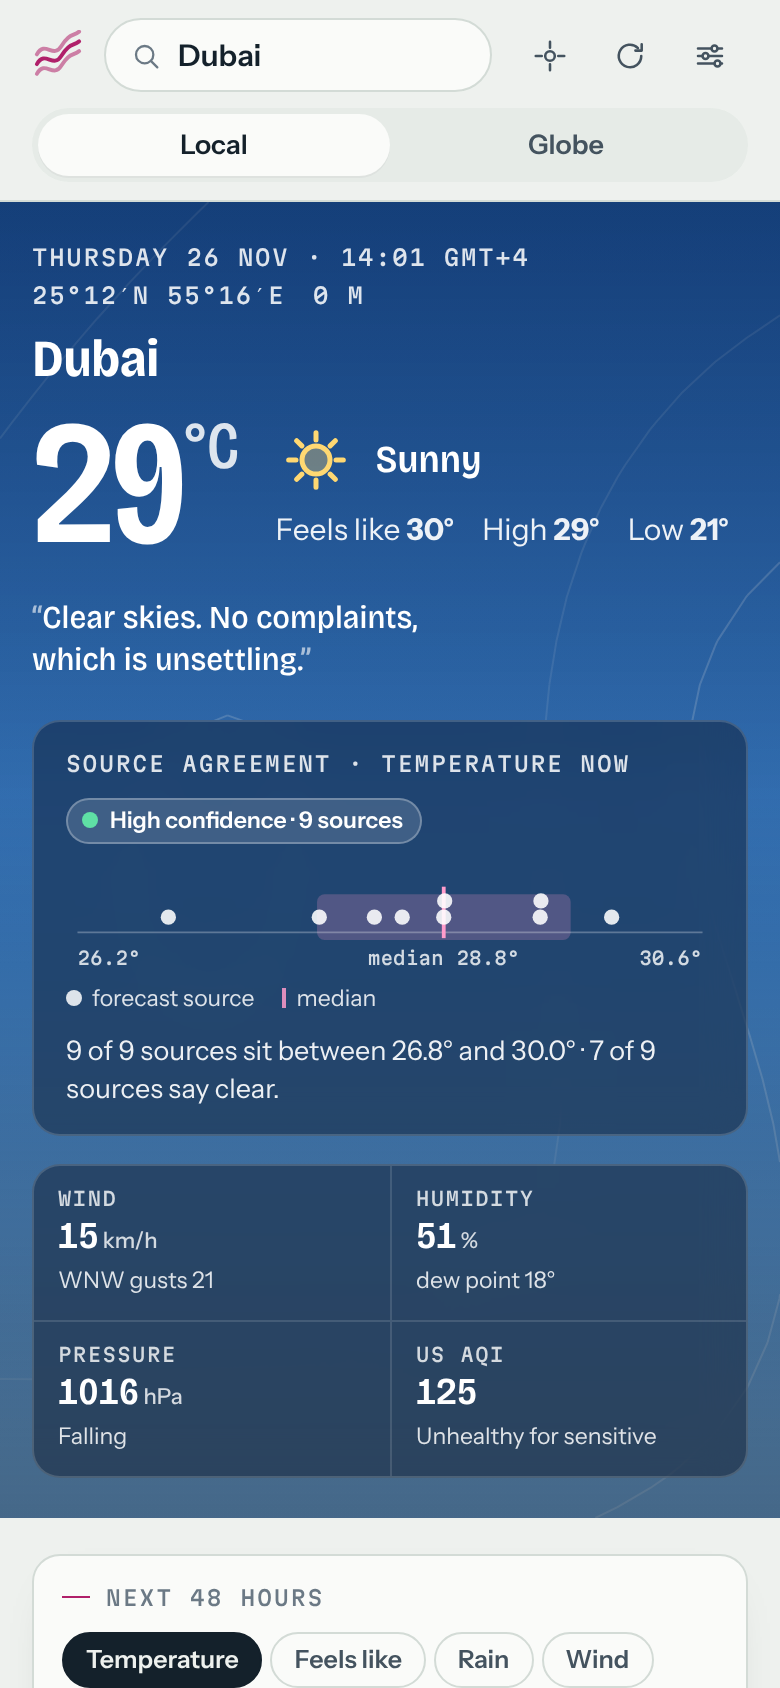 Dubai
Local
Globe
THURSDAY 26 NOV · 14:01 GMT+4
25°12′N 55°16′E 0 M
Dubai
29°C
Sunny
Feels like 30° High 29° Low 21°
“Clear skies. No complaints,
which is unsettling.”
SOURCE AGREEMENT · TEMPERATURE NOW
High confidence · 9 sources
26.2° median 28.8° 30.6°
forecast source median
9 of 9 sources sit between 26.8° and 30.0° · 7 of 9
sources say clear.
WIND
15 km/h
WNW gusts 21
HUMIDITY
51 %
dew point 18°
PRESSURE
1016 hPa
Falling
US AQI
125
Unhealthy for sensitive
NEXT 48 HOURS
Temperature Feels like Rain Wind